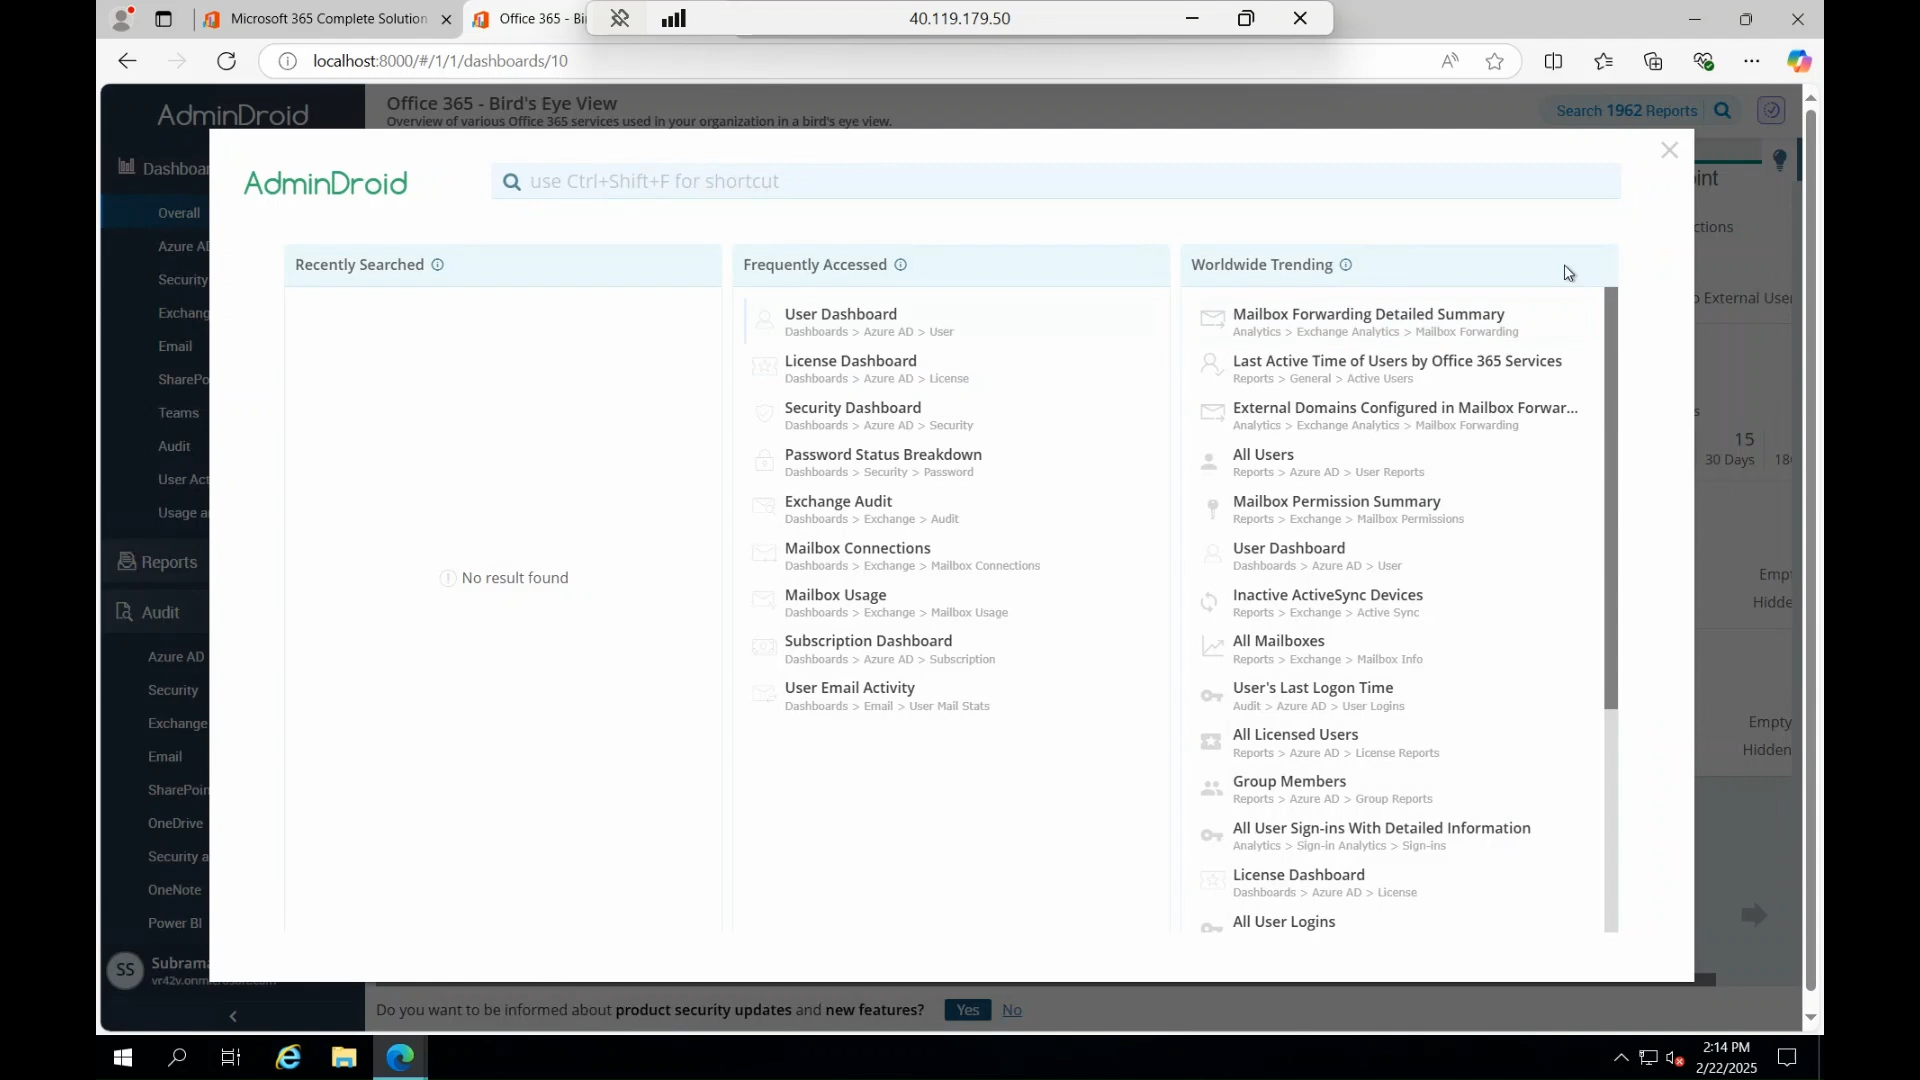 Microsoft 365 Complete Solution
Office 365 - Bi
40.119.179.50
localhost:8000/#/1/1/dashboards/10
AdminDroid
Office 365 - Bird's Eye View
Overview of various Office 365 services used in your organization in a bird's eye view.
Search 1962 Reports
Dashboar
Overall
Azure AD
Security
Exchang
Email
SharePo
Teams
Audit
User Act
Usage a
Reports
Audit
Azure AD
Security
Exchange
Email
SharePoin
OneDrive
Security a
OneNote
Power BI
SS
Subrama
AdminDroid
use Ctrl+Shift+F for shortcut
Recently Searched
No result found
Frequently Accessed
User Dashboard
Dashboards > Azure AD > User
License Dashboard
Dashboards > Azure AD > License
Security Dashboard
Dashboards > Azure AD > Security
Password Status Breakdown
Dashboards > Security > Password
Exchange Audit
Dashboards > Exchange > Audit
Mailbox Connections
Dashboards > Exchange > Mailbox Connections
Mailbox Usage
Dashboards > Exchange > Mailbox Usage
Subscription Dashboard
Dashboards > Azure AD > Subscription
User Email Activity
Dashboards > Email > User Mail Stats
Worldwide Trending
Mailbox Forwarding Detailed Summary
Analytics > Exchange Analytics > Mailbox Forwarding
Last Active Time of Users by Office 365 Services
Reports > General > Active Users
External Domains Configured in Mailbox Forwar...
Analytics > Exchange Analytics > Mailbox Forwarding
All Users
Reports > Azure AD > User Reports
Mailbox Permission Summary
Reports > Exchange > Mailbox Permissions
User Dashboard
Dashboards > Azure AD > User
Inactive ActiveSync Devices
Reports > Exchange > Active Sync
All Mailboxes
Reports > Exchange > Mailbox Info
User's Last Logon Time
Audit > Azure AD > User Logins
All Licensed Users
Reports > Azure AD > License Reports
Group Members
Reports > Azure AD > Group Reports
All User Sign-ins With Detailed Information
Analytics > Sign-in Analytics > Sign-ins
License Dashboard
Dashboards > Azure AD > License
All User Logins
int
ctions
o External User
s
15
30 Days
18
Empt
Hidde
Empty
Hidden
Do you want to be informed about product security updates and new features? Yes No
2:14 PM
2/22/2025